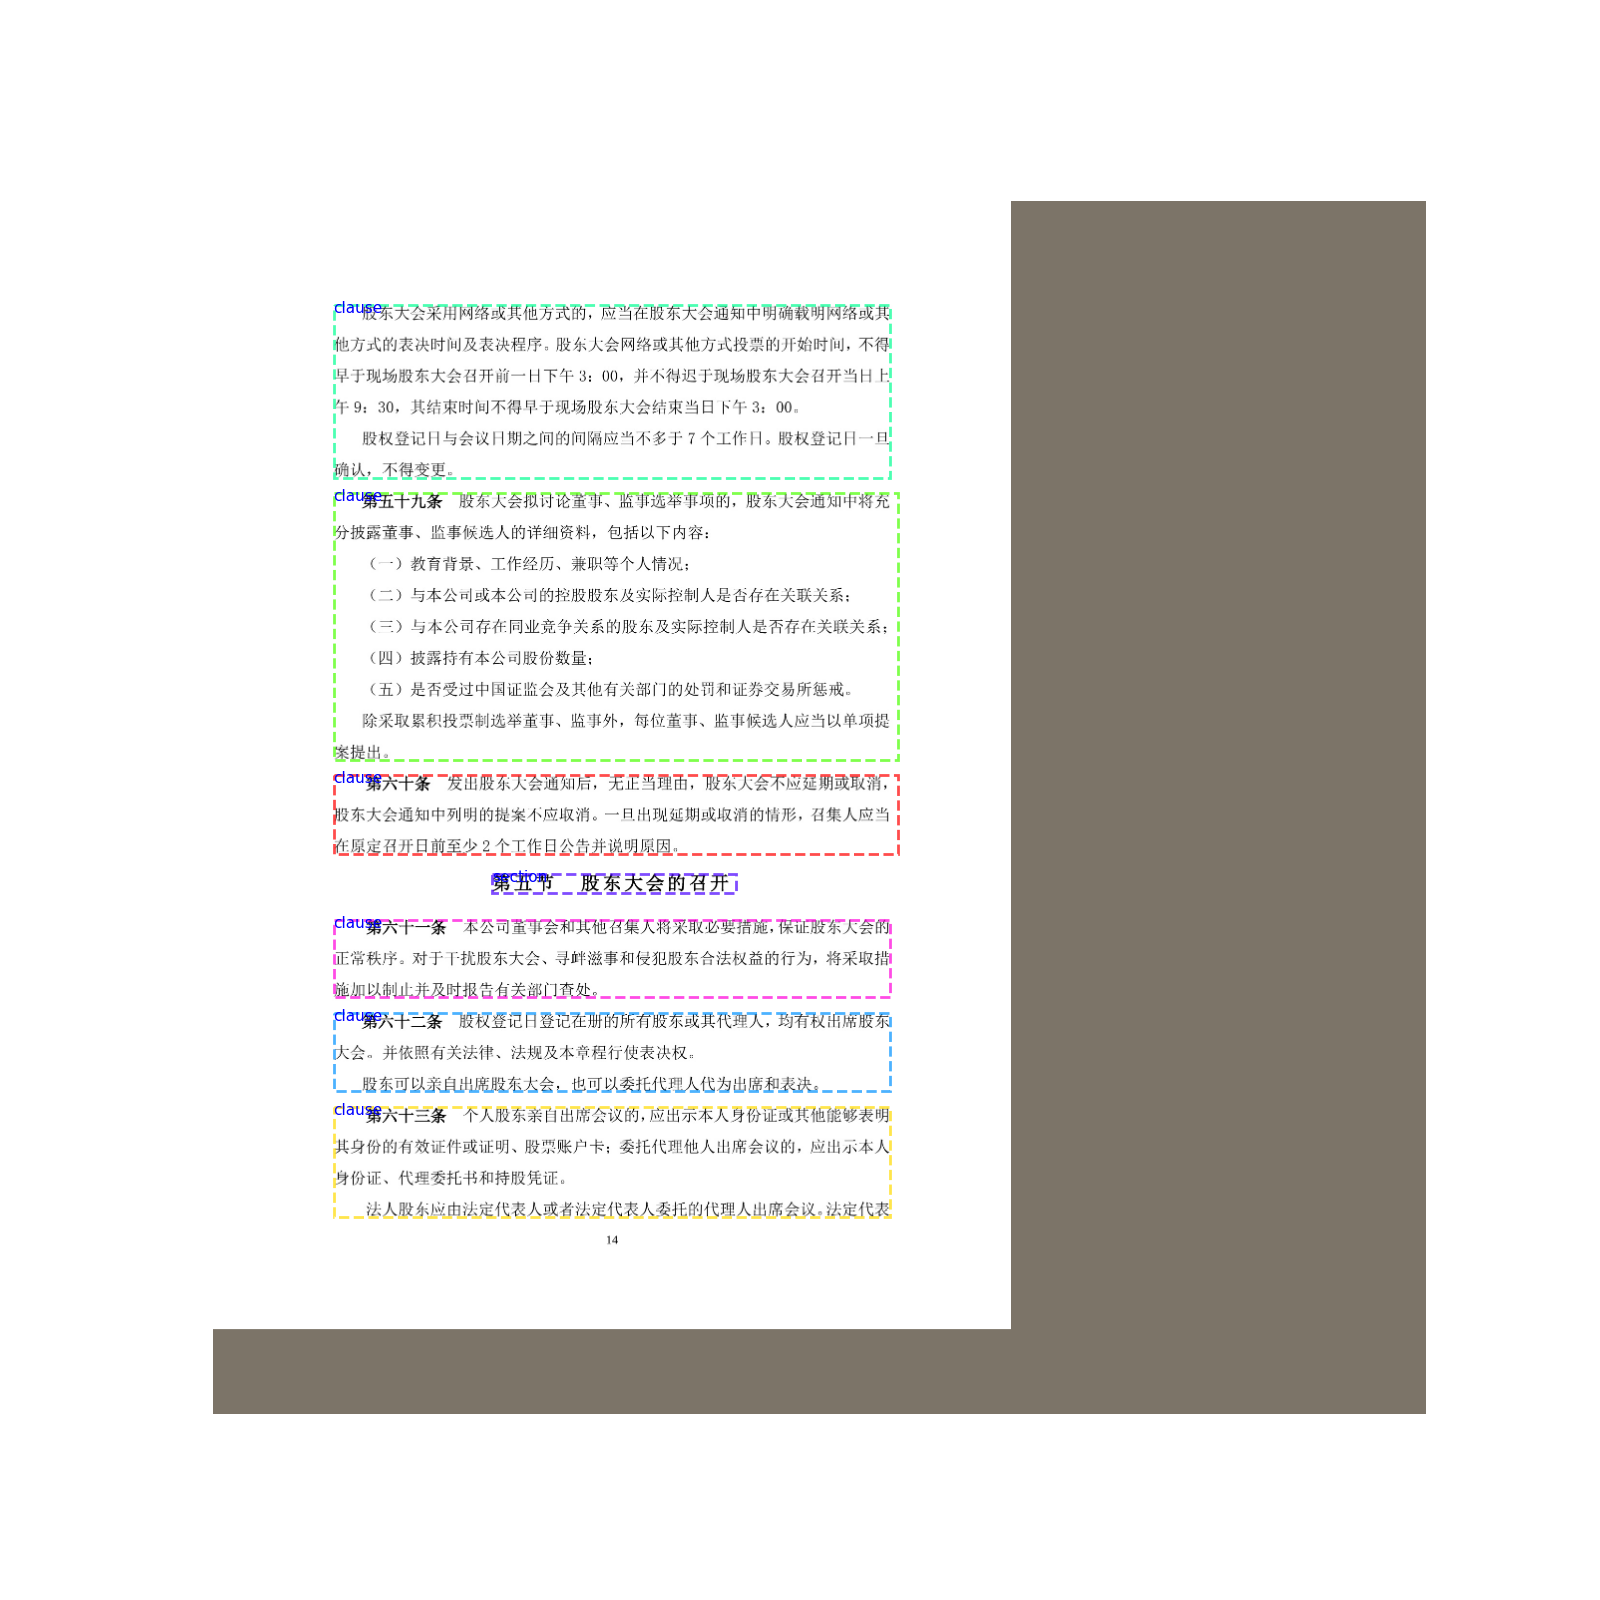 clause
股东大会采用网络或其他方式的，应当在股东大会通知中明确载明网络或其
他方式的表决时间及表决程序。股东大会网络或其他方式投票的开始时间，不得
早于现场股东大会召开前一日下午 3：00，并不得迟于现场股东大会召开当日上
午 9：30，其结束时间不得早于现场股东大会结束当日下午 3：00。
股权登记日与会议日期之间的间隔应当不多于 7 个工作日。股权登记日一旦
确认，不得变更。
clause
第五十九条　股东大会拟讨论董事、监事选举事项的，股东大会通知中将充
分披露董事、监事候选人的详细资料，包括以下内容：
（一）教育背景、工作经历、兼职等个人情况；
（二）与本公司或本公司的控股股东及实际控制人是否存在关联关系；
（三）与本公司存在同业竞争关系的股东及实际控制人是否存在关联关系；
（四）披露持有本公司股份数量；
（五）是否受过中国证监会及其他有关部门的处罚和证券交易所惩戒。
除采取累积投票制选举董事、监事外，每位董事、监事候选人应当以单项提
案提出。
clause
第六十条　发出股东大会通知后，无正当理由，股东大会不应延期或取消，
股东大会通知中列明的提案不应取消。一旦出现延期或取消的情形，召集人应当
在原定召开日前至少 2 个工作日公告并说明原因。
section
第五节　股东大会的召开
clause
第六十一条　本公司董事会和其他召集人将采取必要措施，保证股东大会的
正常秩序。对于干扰股东大会、寻衅滋事和侵犯股东合法权益的行为，将采取措
施加以制止并及时报告有关部门查处。
clause
第六十二条　股权登记日登记在册的所有股东或其代理人，均有权出席股东
大会。并依照有关法律、法规及本章程行使表决权。
股东可以亲自出席股东大会，也可以委托代理人代为出席和表决。
clause
第六十三条　个人股东亲自出席会议的，应出示本人身份证或其他能够表明
其身份的有效证件或证明、股票账户卡；委托代理他人出席会议的，应出示本人
身份证、代理委托书和持股凭证。
法人股东应由法定代表人或者法定代表人委托的代理人出席会议。法定代表
14